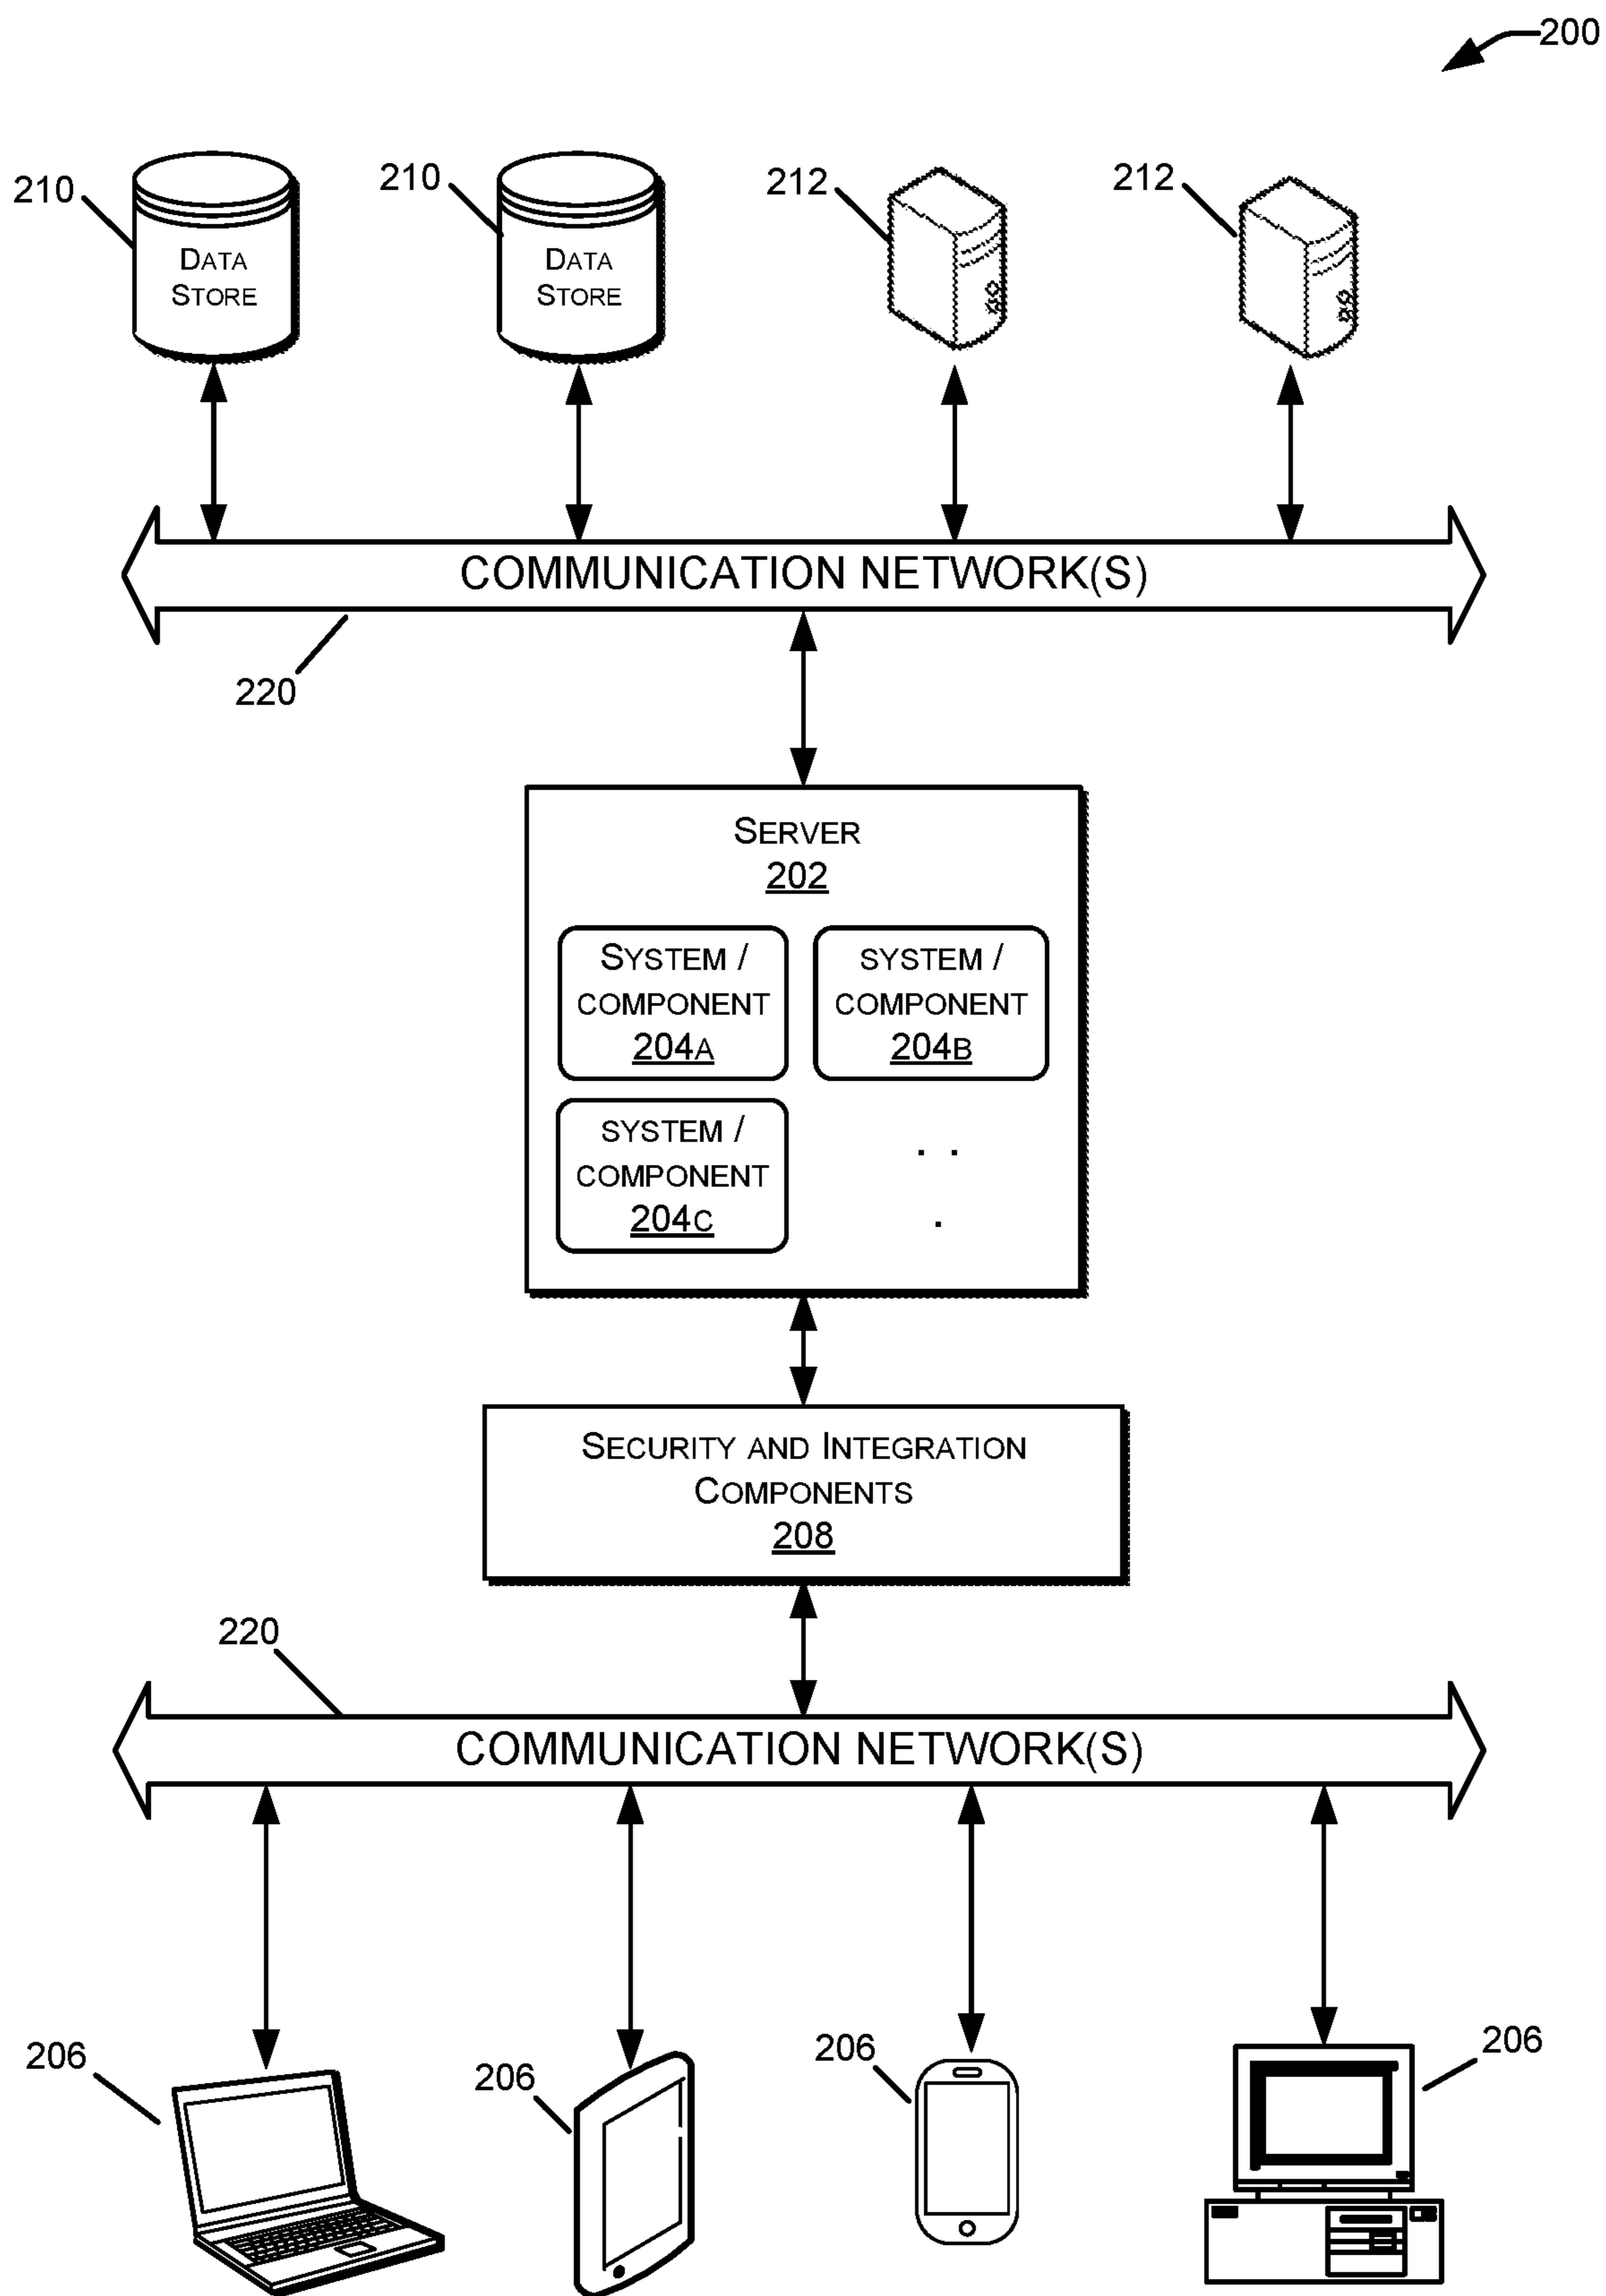 200
210
210
212
212
DATA
STORE
DATA
STORE
COMMUNICATION NETWORK(S)
220
SERVER
202
SYSTEM /
COMPONENT
204A
SYSTEM /
COMPONENT
204B
SYSTEM /
COMPONENT
204C
. .
.
SECURITY AND INTEGRATION
COMPONENTS
208
220
COMMUNICATION NETWORK(S)
206
206
206
206